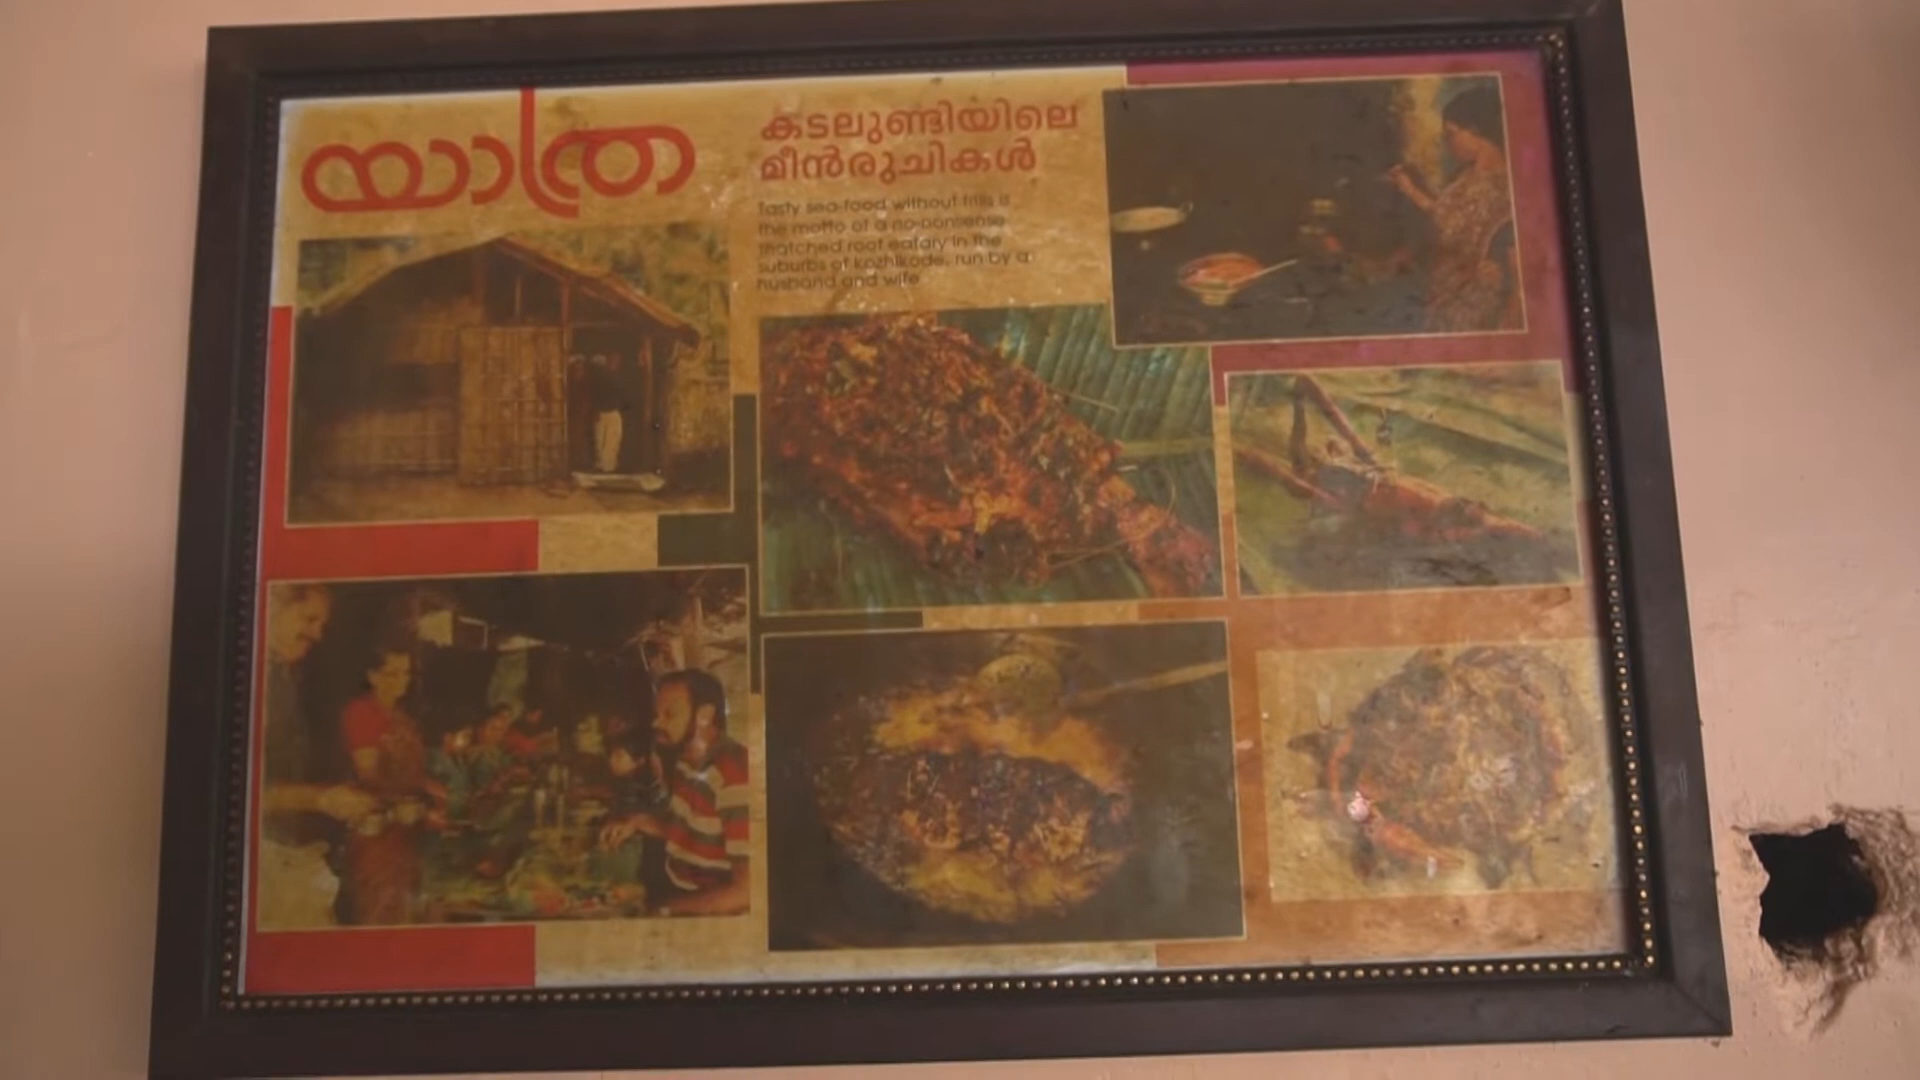 യാത്ര
കടലുണ്ടിയിലെ
മീൻരുചികൾ
Tasty sea-food without frills is
the motto of a no-nonsense
thatched roof eatary in the
suburbs of kozhikode, run by a
husband and wife